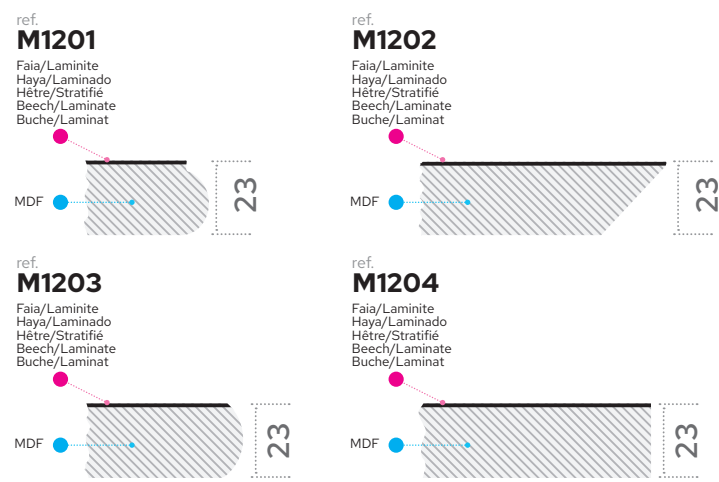 ref.
M1201
Faia/Laminite
Haya/Laminado
Hêtre/Stratifié
Beech/Laminate
Buche/Laminat
MDF
23
ref.
M1202
Faia/Laminite
Haya/Laminado
Hêtre/Stratifié
Beech/Laminate
Buche/Laminat
MDF
23
ref.
M1203
Faia/Laminite
Haya/Laminado
Hêtre/Stratifié
Beech/Laminate
Buche/Laminat
MDF
23
ref.
M1204
Faia/Laminite
Haya/Laminado
Hêtre/Stratifié
Beech/Laminate
Buche/Laminat
MDF
23